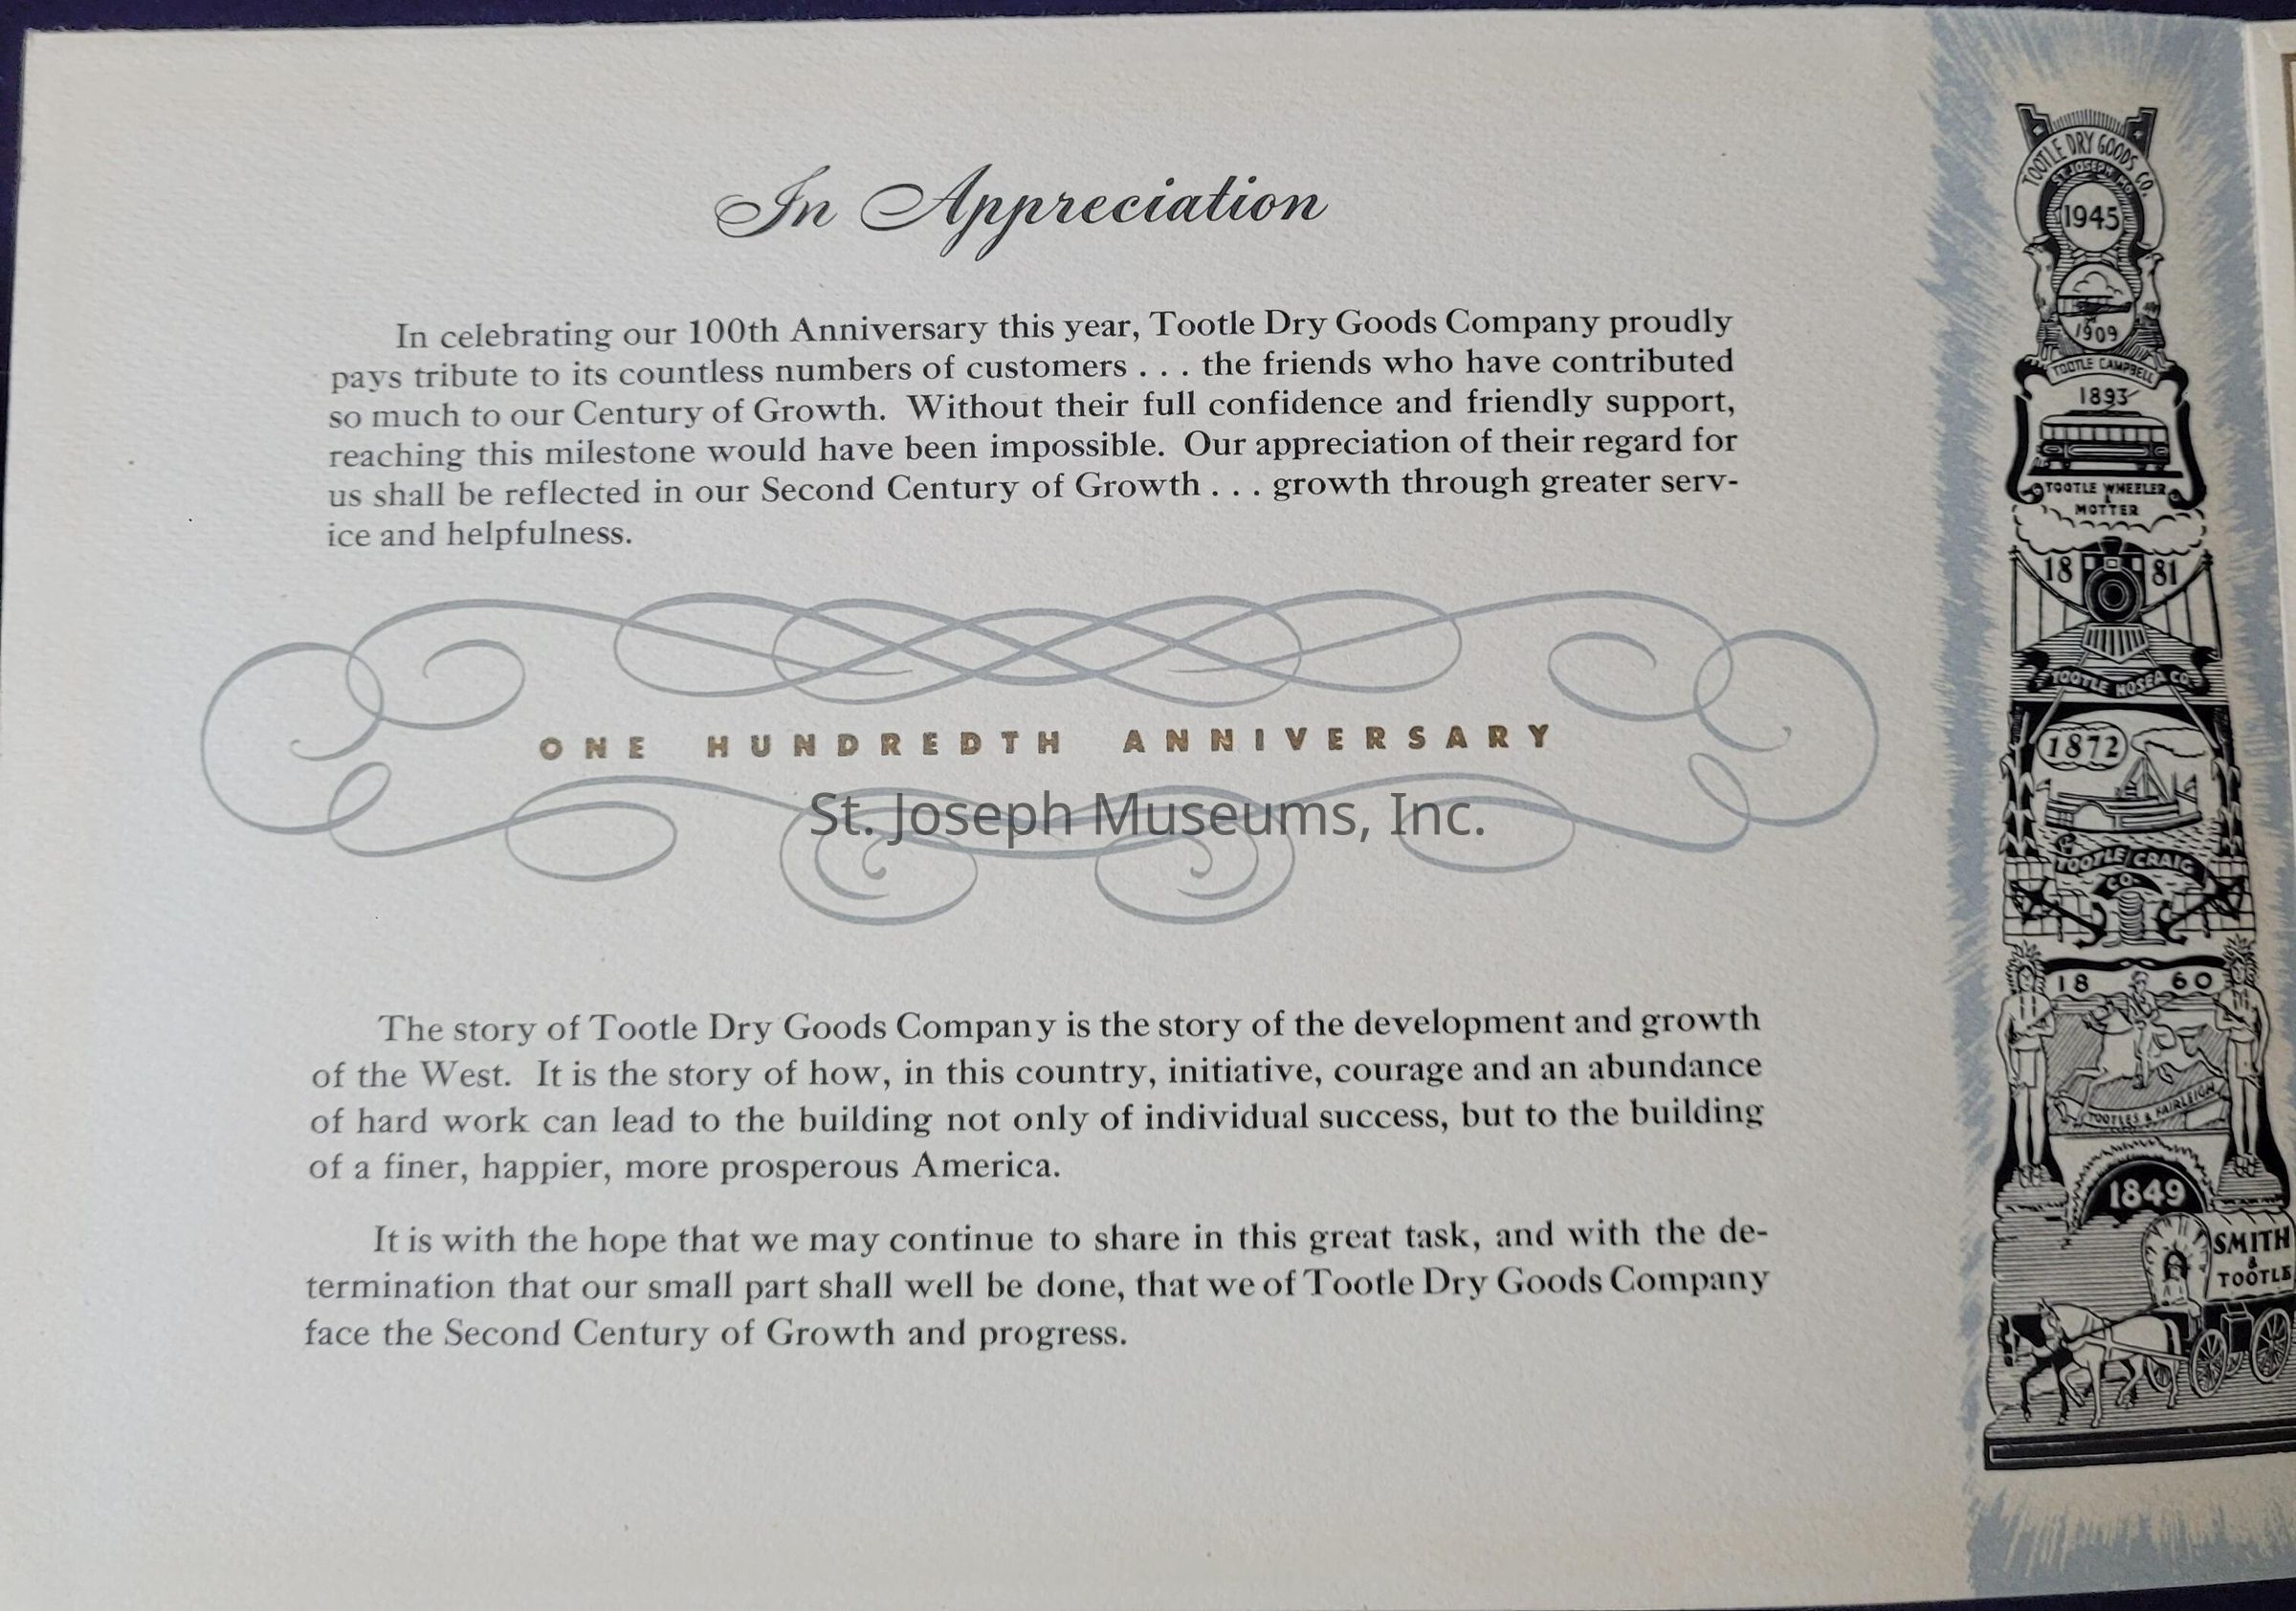 In Appreciation
In celebrating our 100th Anniversary this year, Tootle Dry Goods Company proudly
pays tribute to its countless numbers of customers . . . the friends who have contributed
so much to our Century of Growth. Without their full confidence and friendly support,
reaching this milestone would have been impossible. Our appreciation of their regard for
us shall be reflected in our Second Century of Growth . . . growth through greater serv-
ice and helpfulness.
ONE HUNDREDTH ANNIVERSARY
St. Joseph Museums, Inc.
The story of Tootle Dry Goods Company is the story of the development and growth
of the West. It is the story of how, in this country, initiative, courage and an abundance
of hard work can lead to the building not only of individual success, but to the building
of a finer, happier, more prosperous America.
It is with the hope that we may continue to share in this great task, and with the de-
termination that our small part shall well be done, that we of Tootle Dry Goods Company
face the Second Century of Growth and progress.
TOOTLE DRY GOODS CO.
ST. JOSEPH MO.
1945
1909
TOOTLE CAMPBELL
1893
TOOTLE WHEELER
&
MOTTER
18 81
TOOTLE HOSEA CO.
1872
TOOTLE CRAIG
CO.
18 60
TOOTLES & FAIRLEIGH
1849
SMITH
&
TOOTLE